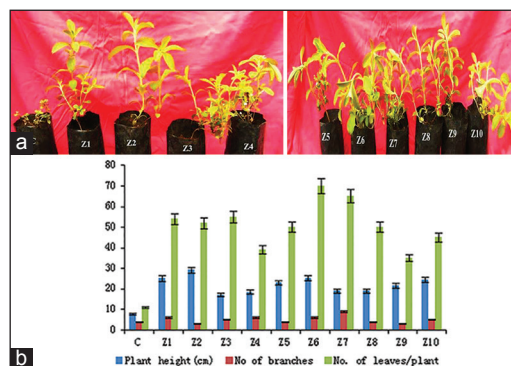 Z1 Z2 Z3 Z4
Z5 Z6 Z7 Z8 Z9 Z10
a
80
70
60
50
40
30
20
10
0
C Z1 Z2 Z3 Z4 Z5 Z6 Z7 Z8 Z9 Z10
Plant height(cm) No of branches No. of leaves/plant
b